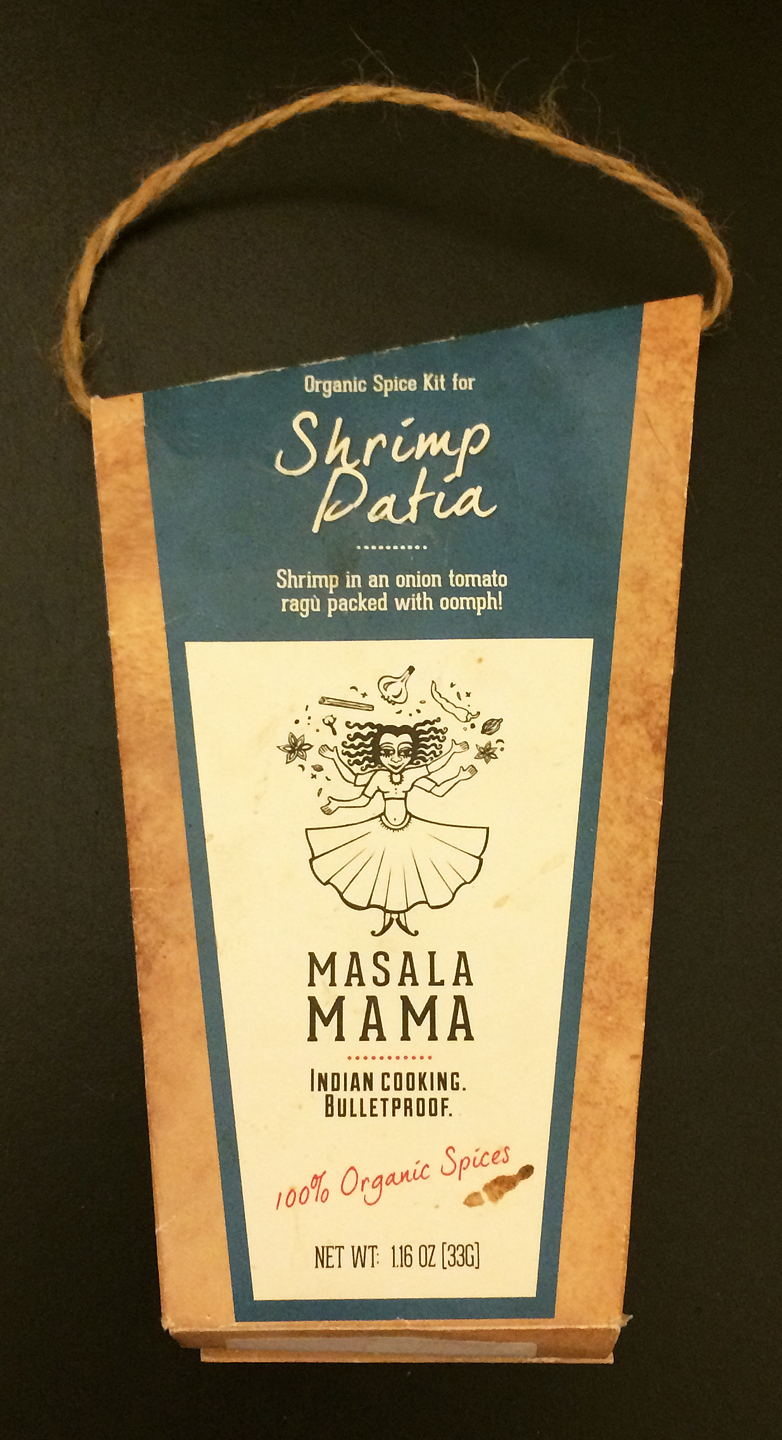 Organic Spice Kit for
Shrimp
Patia
Shrimp in an onion tomato
ragù packed with oomph!
MASALA
MAMA
INDIAN COOKING.
BULLETPROOF.
100% Organic Spices
NET WT: 1.16 OZ [33G]